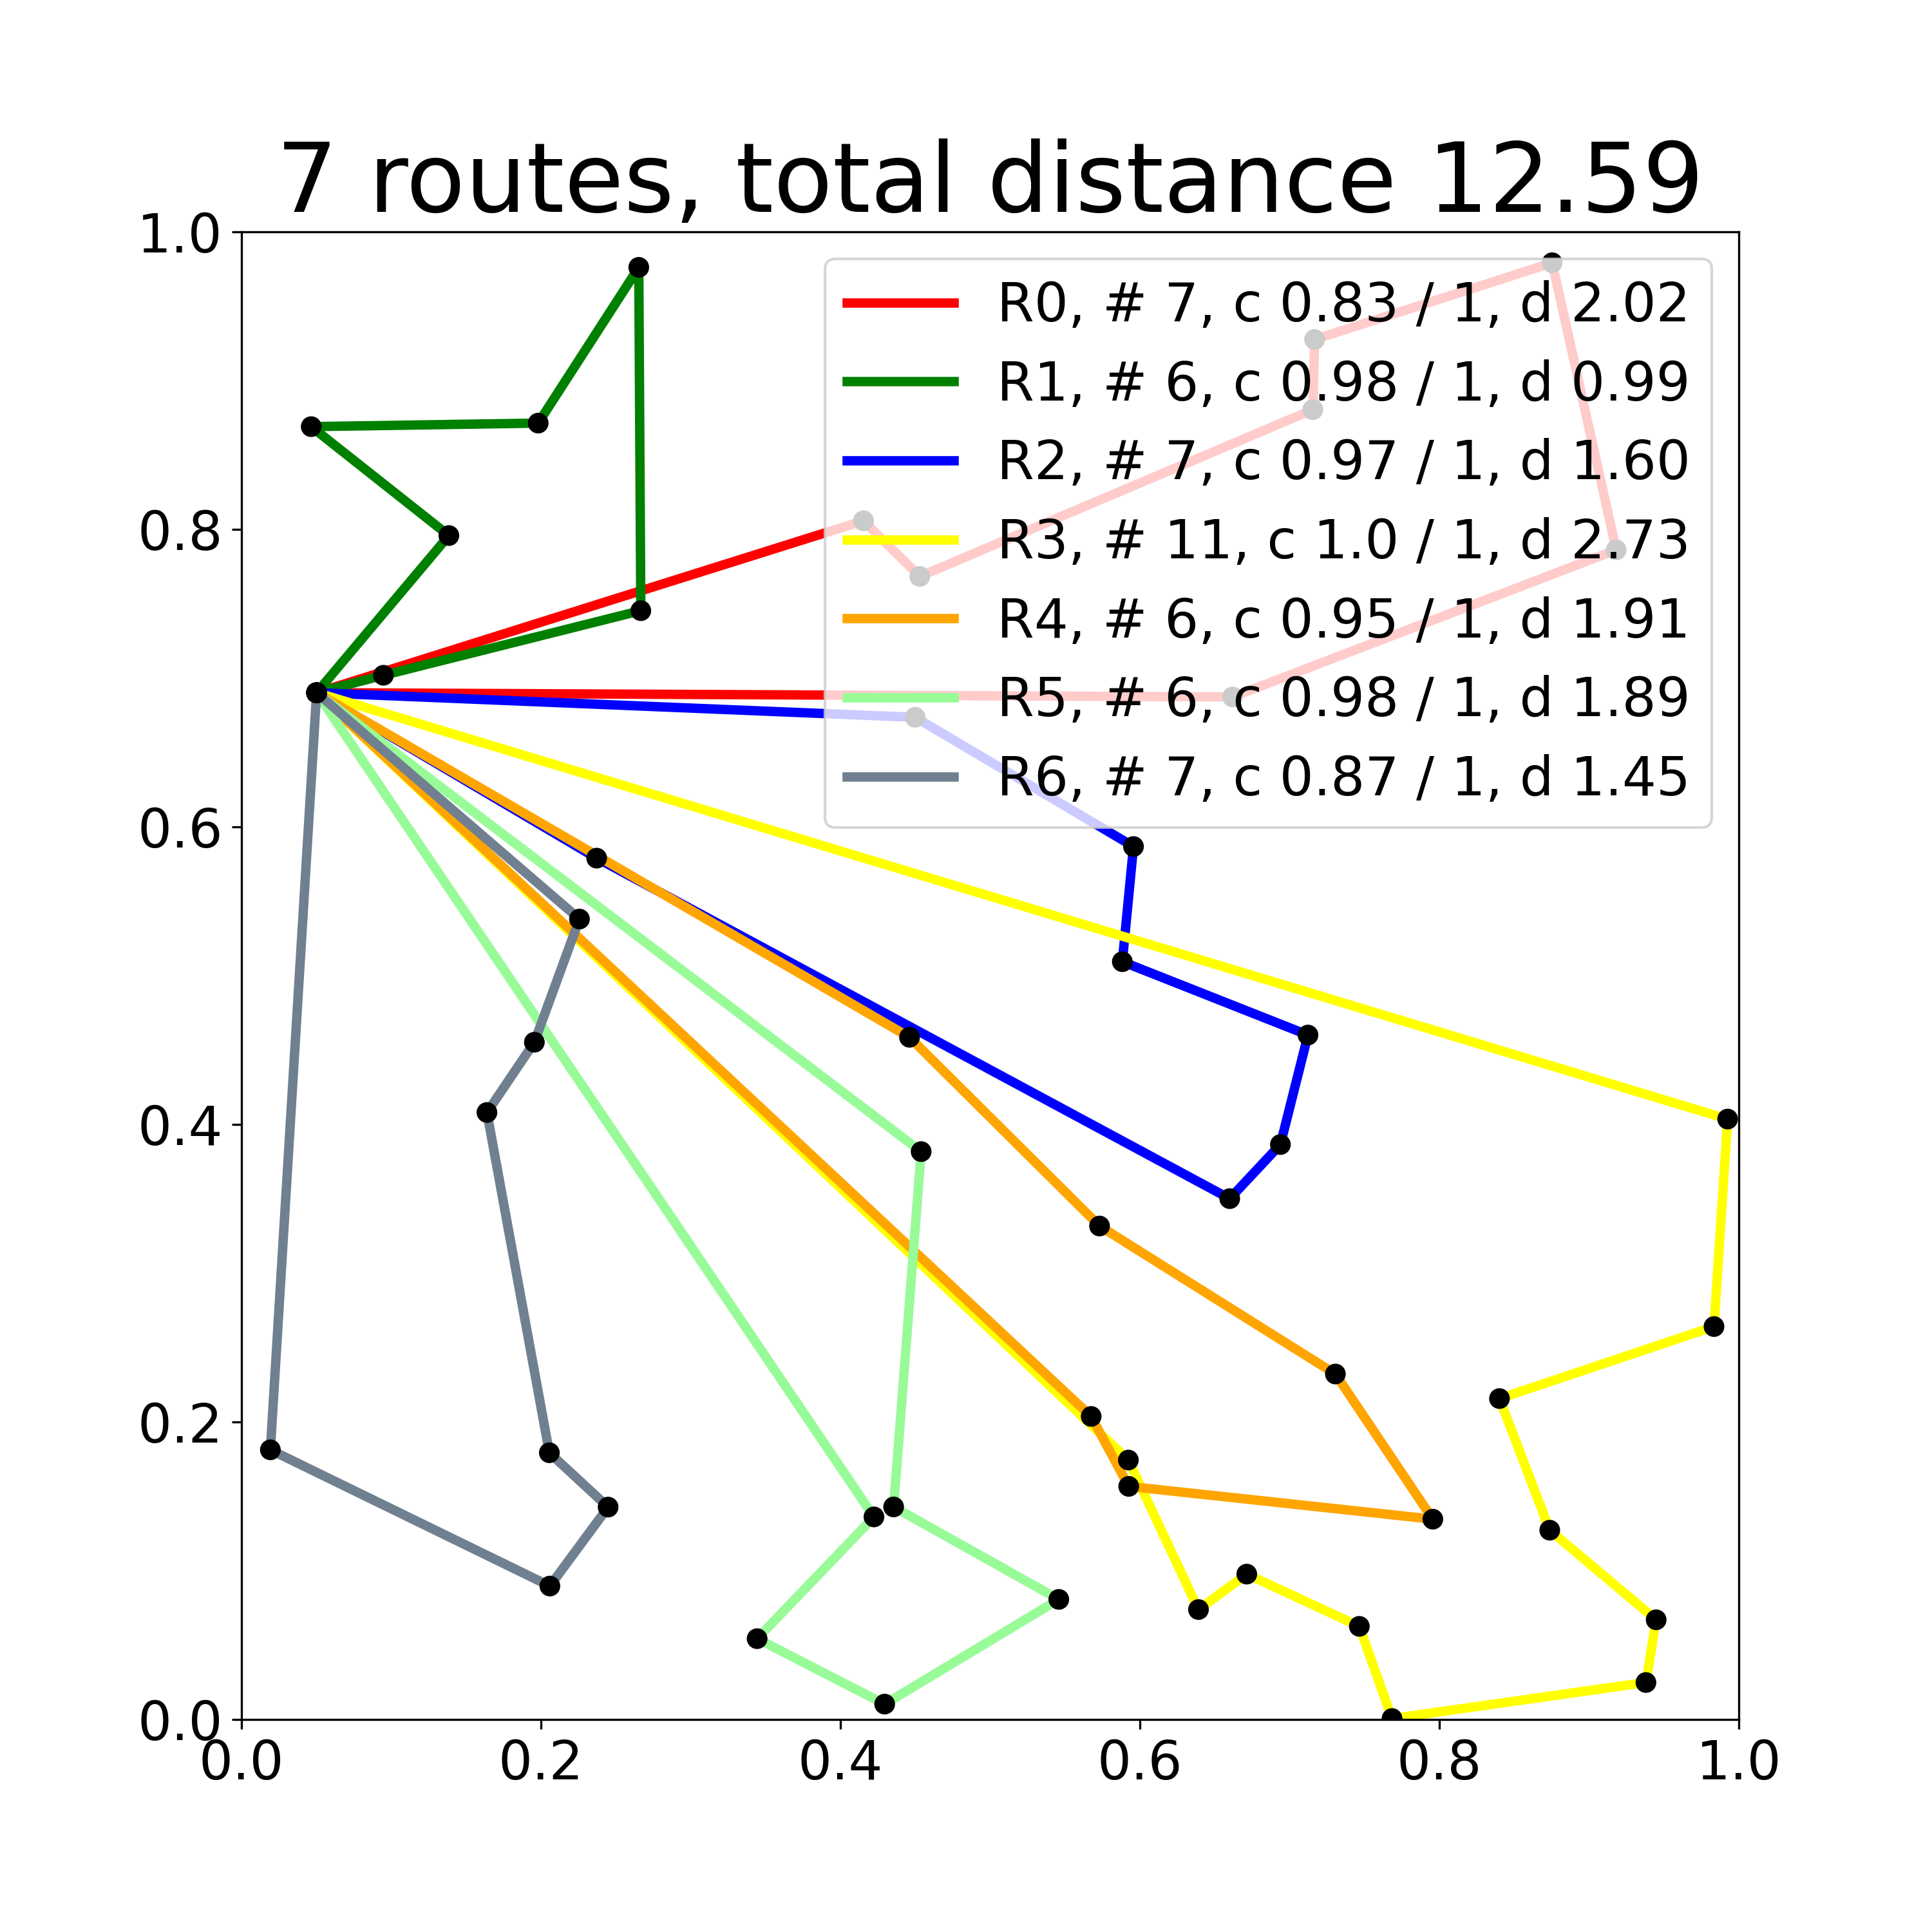 7 routes, total distance 12.59
1.0
0.8
0.6
0.4
0.2
0.0
R0, # 7, c 0.83 / 1, d 2.02
R1, # 6, c 0.98 / 1, d 0.99
R2, # 7, c 0.97 / 1, d 1.60
R3, # 11, c 1.0 / 1, d 2.73
R4, # 6, c 0.95 / 1, d 1.91
R5, # 6, c 0.98 / 1, d 1.89
R6, # 7, c 0.87 / 1, d 1.45
0.0 0.2 0.4 0.6 0.8 1.0